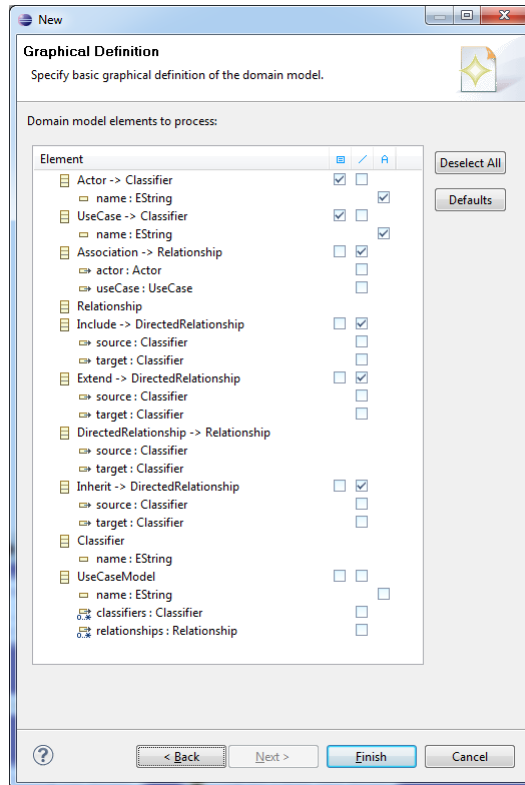 New
Graphical Definition
Specify basic graphical definition of the domain model.
Domain model elements to process:
Element A
Deselect All
Actor -> Classifier
name : EString
Defaults
UseCase -> Classifier
name : EString
Association -> Relationship
actor : Actor
useCase : UseCase
Relationship
Include -> DirectedRelationship
source : Classifier
target : Classifier
Extend -> DirectedRelationship
source : Classifier
target : Classifier
DirectedRelationship -> Relationship
source : Classifier
target : Classifier
Inherit -> DirectedRelationship
source : Classifier
target : Classifier
Classifier
name : EString
UseCaseModel
name : EString
0..* classifiers : Classifier
0..* relationships : Relationship
? < Back Next > Finish Cancel